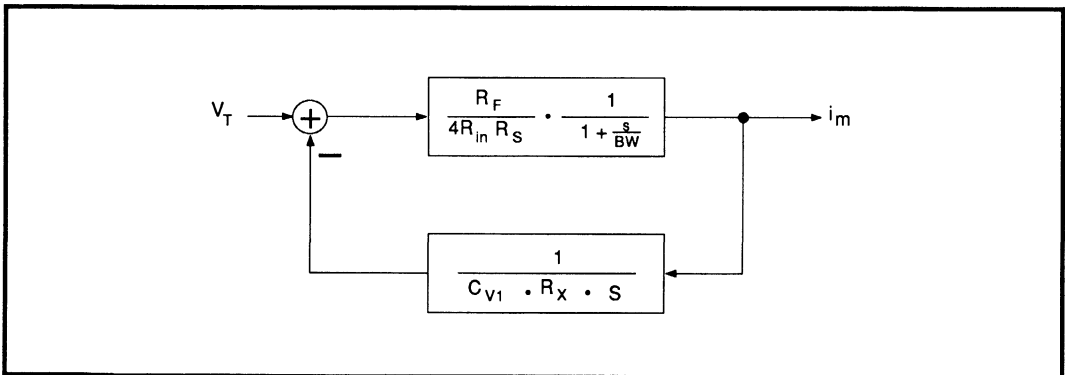 V_T
+
−
R_F / 4R_in R_S · 1 / 1 + s/BW
i_m
1 / C_V1 · R_X · S